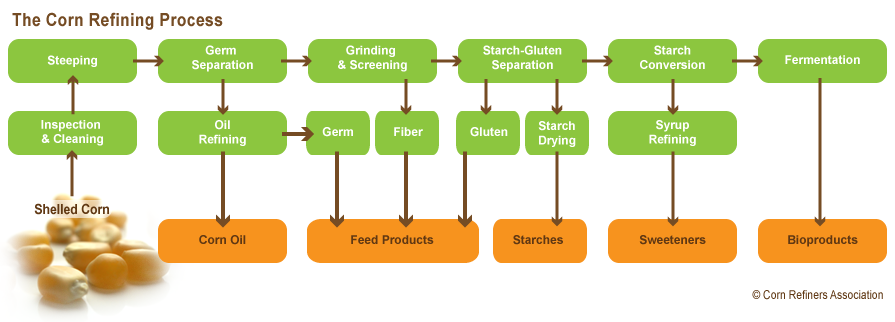 The Corn Refining Process
Steeping
Germ
Separation
Grinding
& Screening
Starch-Gluten
Separation
Starch
Conversion
Fermentation
Inspection
& Cleaning
Oil
Refining
Germ
Fiber
Gluten
Starch
Drying
Syrup
Refining
Shelled Corn
Corn Oil
Feed Products
Starches
Sweeteners
Bioproducts
© Corn Refiners Association